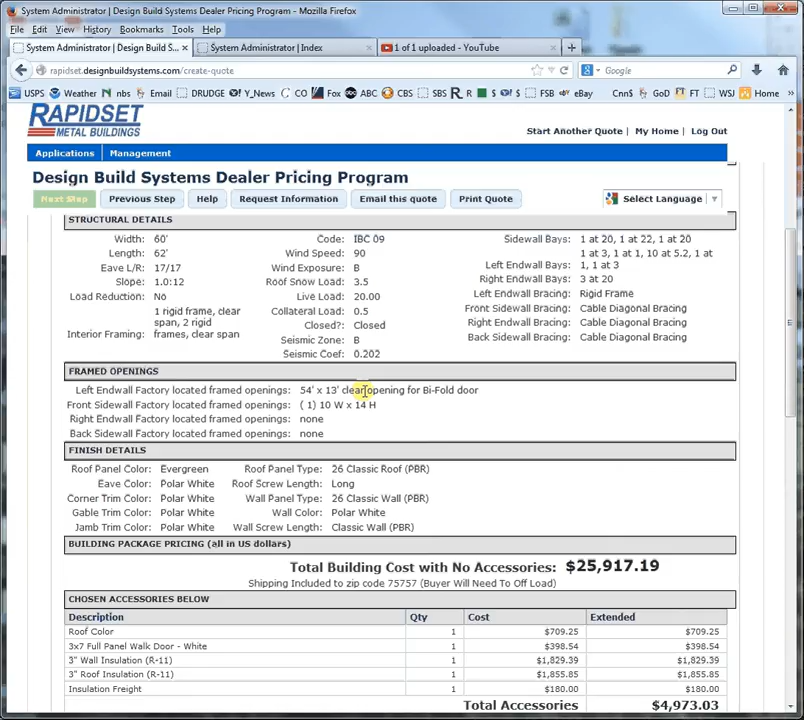 System Administrator | Design Build Systems Dealer Pricing Program - Mozilla Firefox
File Edit View History Bookmarks Tools Help
System Administrator | Design Build S... × System Administrator | Index × 1 of 1 uploaded - YouTube × +
rapidset.designbuildsystems.com/create-quote Google
USPS Weather nbs Email DRUDGE Y_News CO Fox ABC CBS SBS R $ FSB eBay Cnn$ GoD FT WSJ Home »
RAPIDSET
METAL BUILDINGS
Start Another Quote | My Home | Log Out
Applications Management
Design Build Systems Dealer Pricing Program
Next Step Previous Step Help Request Information Email this quote Print Quote Select Language ▼
STRUCTURAL DETAILS
Width: 60' Code: IBC 09 Sidewall Bays: 1 at 20, 1 at 22, 1 at 20
Length: 62' Wind Speed: 90 Left Endwall Bays: 1 at 3, 1 at 1, 10 at 5.2, 1 at 1, 1 at 3
Eave L/R: 17/17 Wind Exposure: B Right Endwall Bays: 3 at 20
Slope: 1.0:12 Roof Snow Load: 3.5 Left Endwall Bracing: Rigid Frame
Load Reduction: No Live Load: 20.00 Front Sidewall Bracing: Cable Diagonal Bracing
Interior Framing: 1 rigid frame, clear span, 2 rigid frames, clear span Collateral Load: 0.5 Right Endwall Bracing: Cable Diagonal Bracing
Closed?: Closed Back Sidewall Bracing: Cable Diagonal Bracing
Seismic Zone: B
Seismic Coef: 0.202
FRAMED OPENINGS
Left Endwall Factory located framed openings: 54' x 13' clear opening for Bi-Fold door
Front Sidewall Factory located framed openings: ( 1) 10 W x 14 H
Right Endwall Factory located framed openings: none
Back Sidewall Factory located framed openings: none
FINISH DETAILS
Roof Panel Color: Evergreen Roof Panel Type: 26 Classic Roof (PBR)
Eave Color: Polar White Roof Screw Length: Long
Corner Trim Color: Polar White Wall Panel Type: 26 Classic Wall (PBR)
Gable Trim Color: Polar White Wall Color: Polar White
Jamb Trim Color: Polar White Wall Screw Length: Classic Wall (PBR)
BUILDING PACKAGE PRICING (all in US dollars)
Total Building Cost with No Accessories: $25,917.19
Shipping Included to zip code 75757 (Buyer Will Need To Off Load)
CHOSEN ACCESSORIES BELOW
Description Qty Cost Extended
Roof Color 1 $709.25 $709.25
3x7 Full Panel Walk Door - White 1 $398.54 $398.54
3" Wall Insulation (R-11) 1 $1,829.39 $1,829.39
3" Roof Insulation (R-11) 1 $1,855.85 $1,855.85
Insulation Freight 1 $180.00 $180.00
Total Accessories $4,973.03